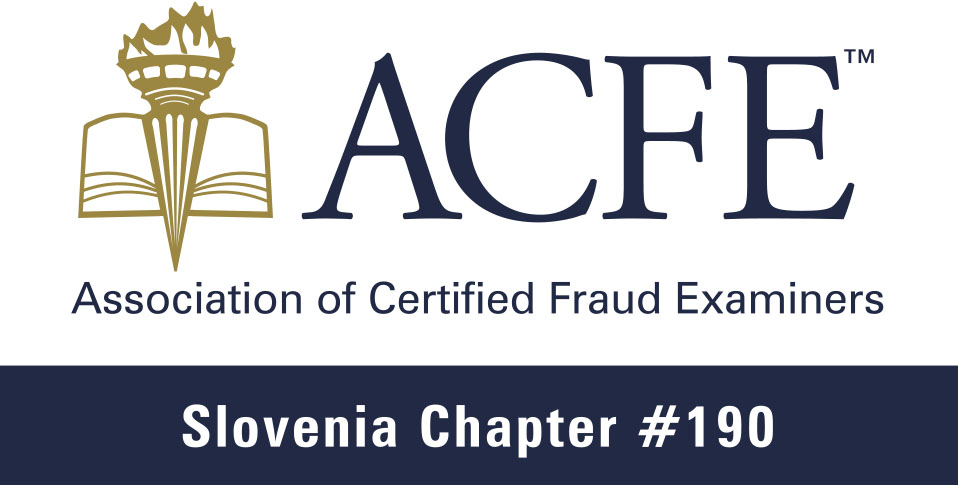 ACFE™
Association of Certified Fraud Examiners
Slovenia Chapter #190